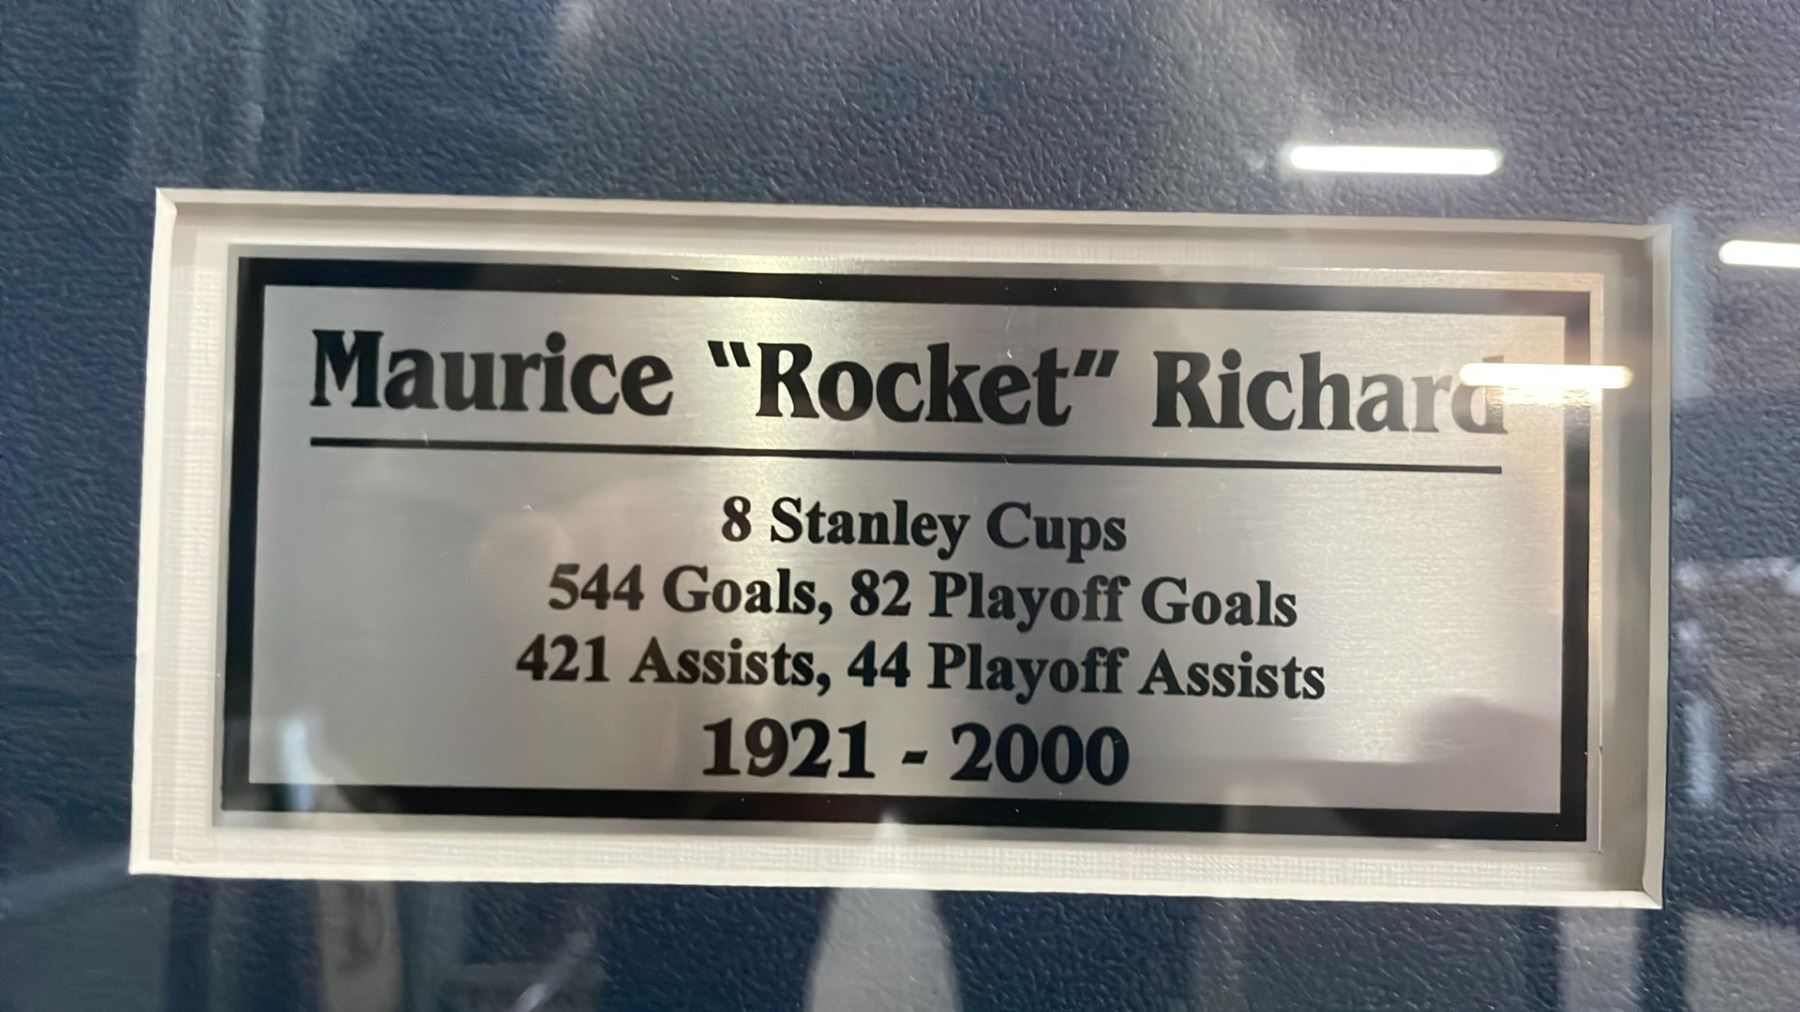 Maurice "Rocket" Richard
8 Stanley Cups
544 Goals, 82 Playoff Goals
421 Assists, 44 Playoff Assists
1921 - 2000